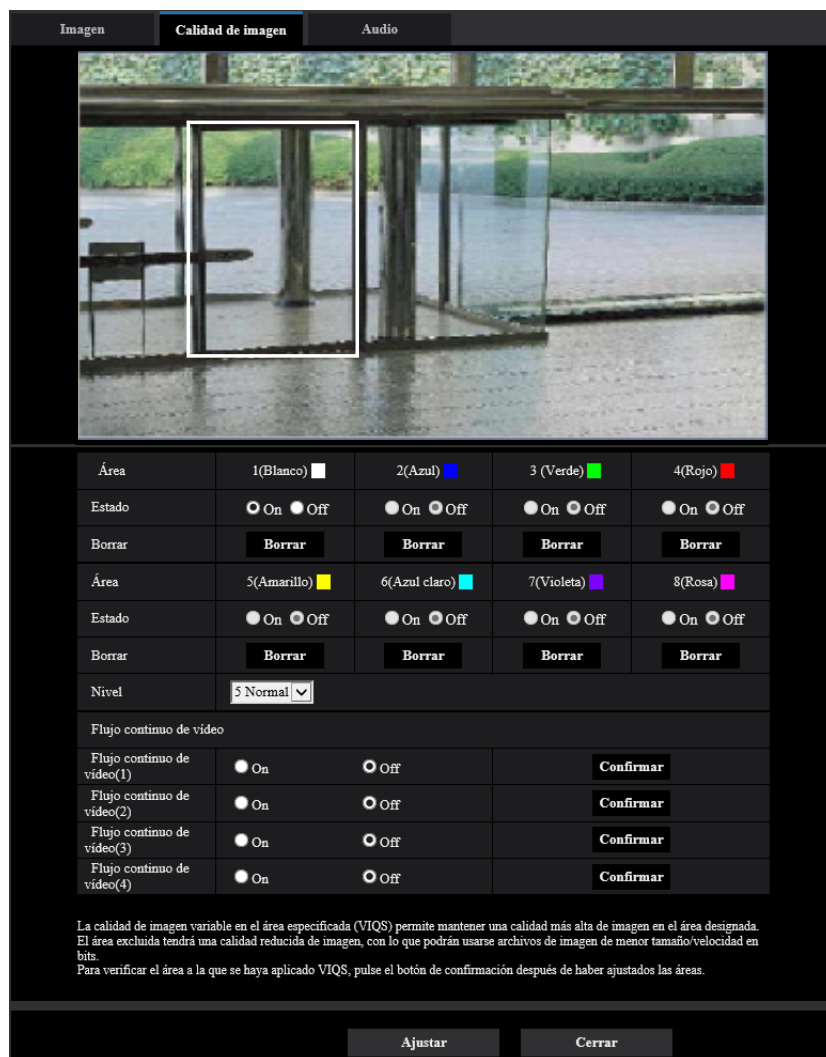 Imagen Calidad de imagen Audio
Área 1(Blanco) 2(Azul) 3 (Verde) 4(Rojo)
Estado On Off On Off On Off On Off
Borrar Borrar Borrar Borrar Borrar
Área 5(Amarillo) 6(Azul claro) 7(Violeta) 8(Rosa)
Estado On Off On Off On Off On Off
Borrar Borrar Borrar Borrar Borrar
Nivel 5 Normal
Flujo continuo de vídeo
Flujo continuo de
vídeo(1) On Off Confirmar
Flujo continuo de
vídeo(2) On Off Confirmar
Flujo continuo de
vídeo(3) On Off Confirmar
Flujo continuo de
vídeo(4) On Off Confirmar
La calidad de imagen variable en el área especificada (VIQS) permite mantener una calidad más alta de imagen en el área designada.
El área excluida tendrá una calidad reducida de imagen, con lo que podrán usarse archivos de imagen de menor tamaño/velocidad en
bits.
Para verificar el área a la que se haya aplicado VIQS, pulse el botón de confirmación después de haber ajustados las áreas.
Ajustar Cerrar